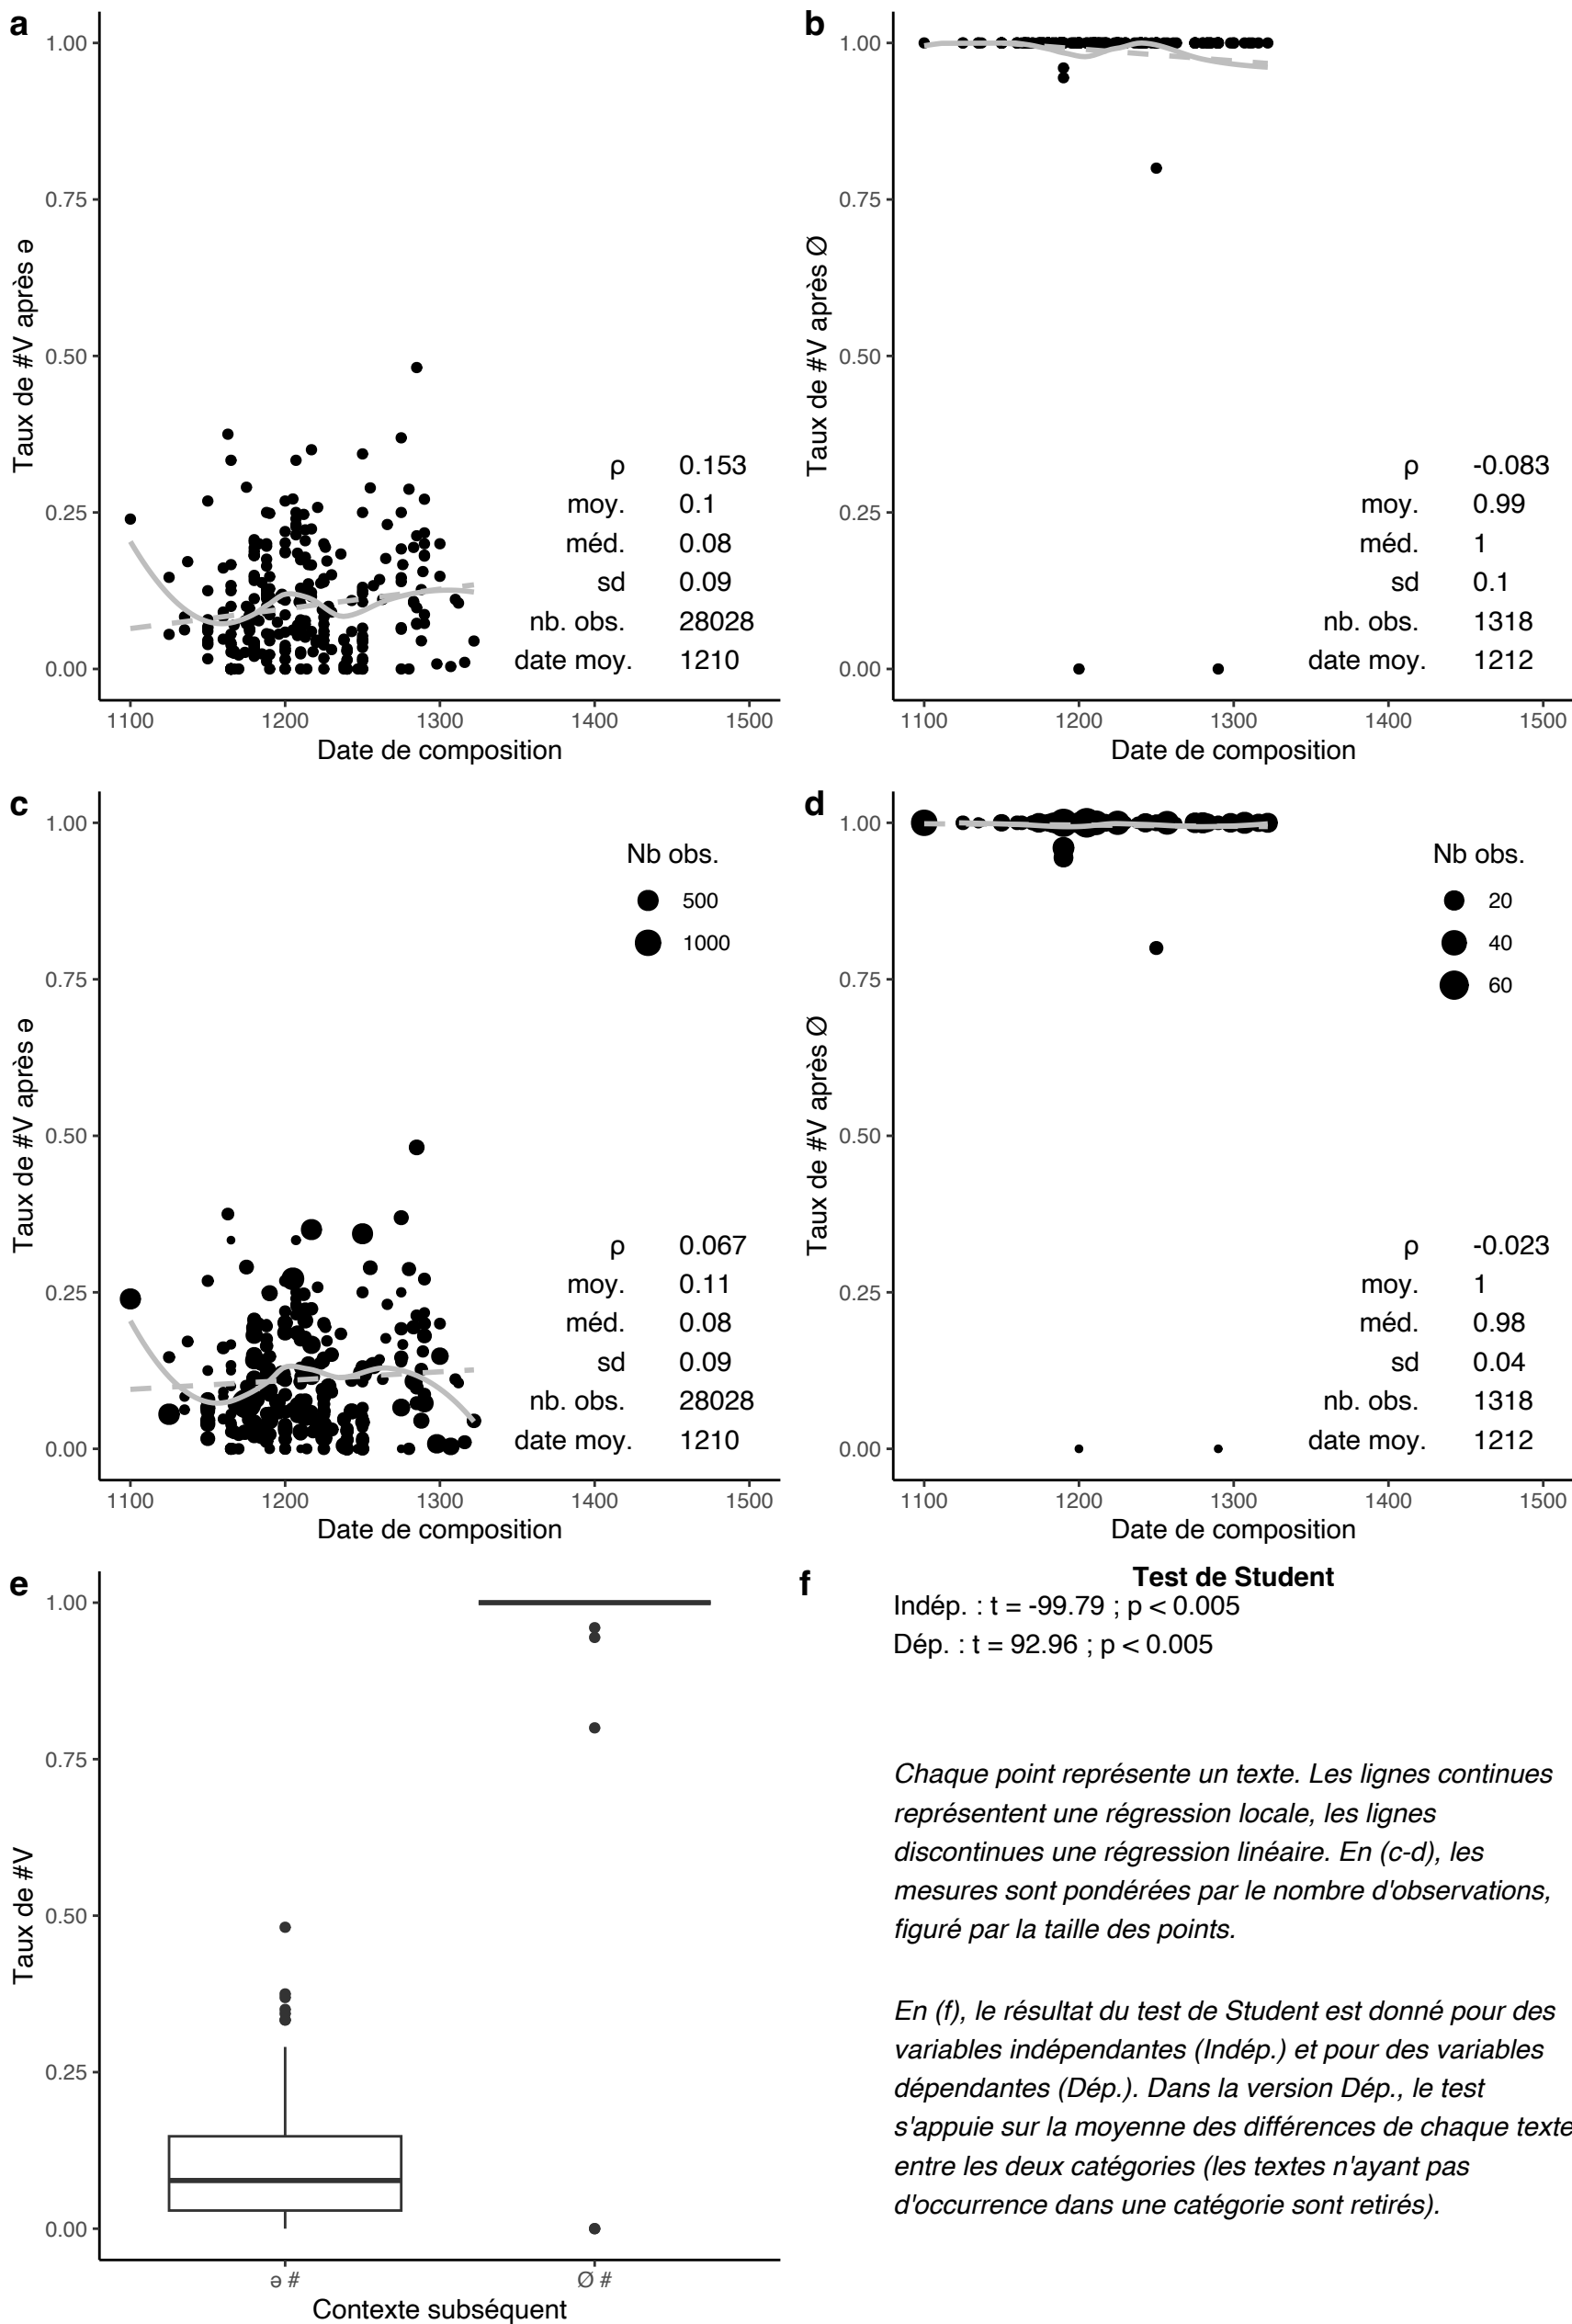 a
1.00
0.75
0.50
0.25
0.00
Taux de #V après ə
ρ 0.153
moy. 0.1
méd. 0.08
sd 0.09
nb. obs. 28028
date moy. 1210
1100 1200 1300 1400 1500
Date de composition
b
1.00
0.75
0.50
0.25
0.00
Taux de #V après Ø
ρ -0.083
moy. 0.99
méd. 1
sd 0.1
nb. obs. 1318
date moy. 1212
1100 1200 1300 1400 1500
Date de composition
c
1.00
0.75
0.50
0.25
0.00
Taux de #V après ə
Nb obs.
500
1000
ρ 0.067
moy. 0.11
méd. 0.08
sd 0.09
nb. obs. 28028
date moy. 1210
1100 1200 1300 1400 1500
Date de composition
d
1.00
0.75
0.50
0.25
0.00
Taux de #V après Ø
Nb obs.
20
40
60
ρ -0.023
moy. 1
méd. 0.98
sd 0.04
nb. obs. 1318
date moy. 1212
1100 1200 1300 1400 1500
Date de composition
e
1.00
0.75
0.50
0.25
0.00
Taux de #V
ə # Ø #
Contexte subséquent
f
Test de Student
Indép. : t = -99.79 ; p < 0.005
Dép. : t = 92.96 ; p < 0.005
Chaque point représente un texte. Les lignes continues
représentent une régression locale, les lignes
discontinues une régression linéaire. En (c-d), les
mesures sont pondérées par le nombre d'observations,
figuré par la taille des points.
En (f), le résultat du test de Student est donné pour des
variables indépendantes (Indép.) et pour des variables
dépendantes (Dép.). Dans la version Dép., le test
s'appuie sur la moyenne des différences de chaque texte
entre les deux catégories (les textes n'ayant pas
d'occurrence dans une catégorie sont retirés).